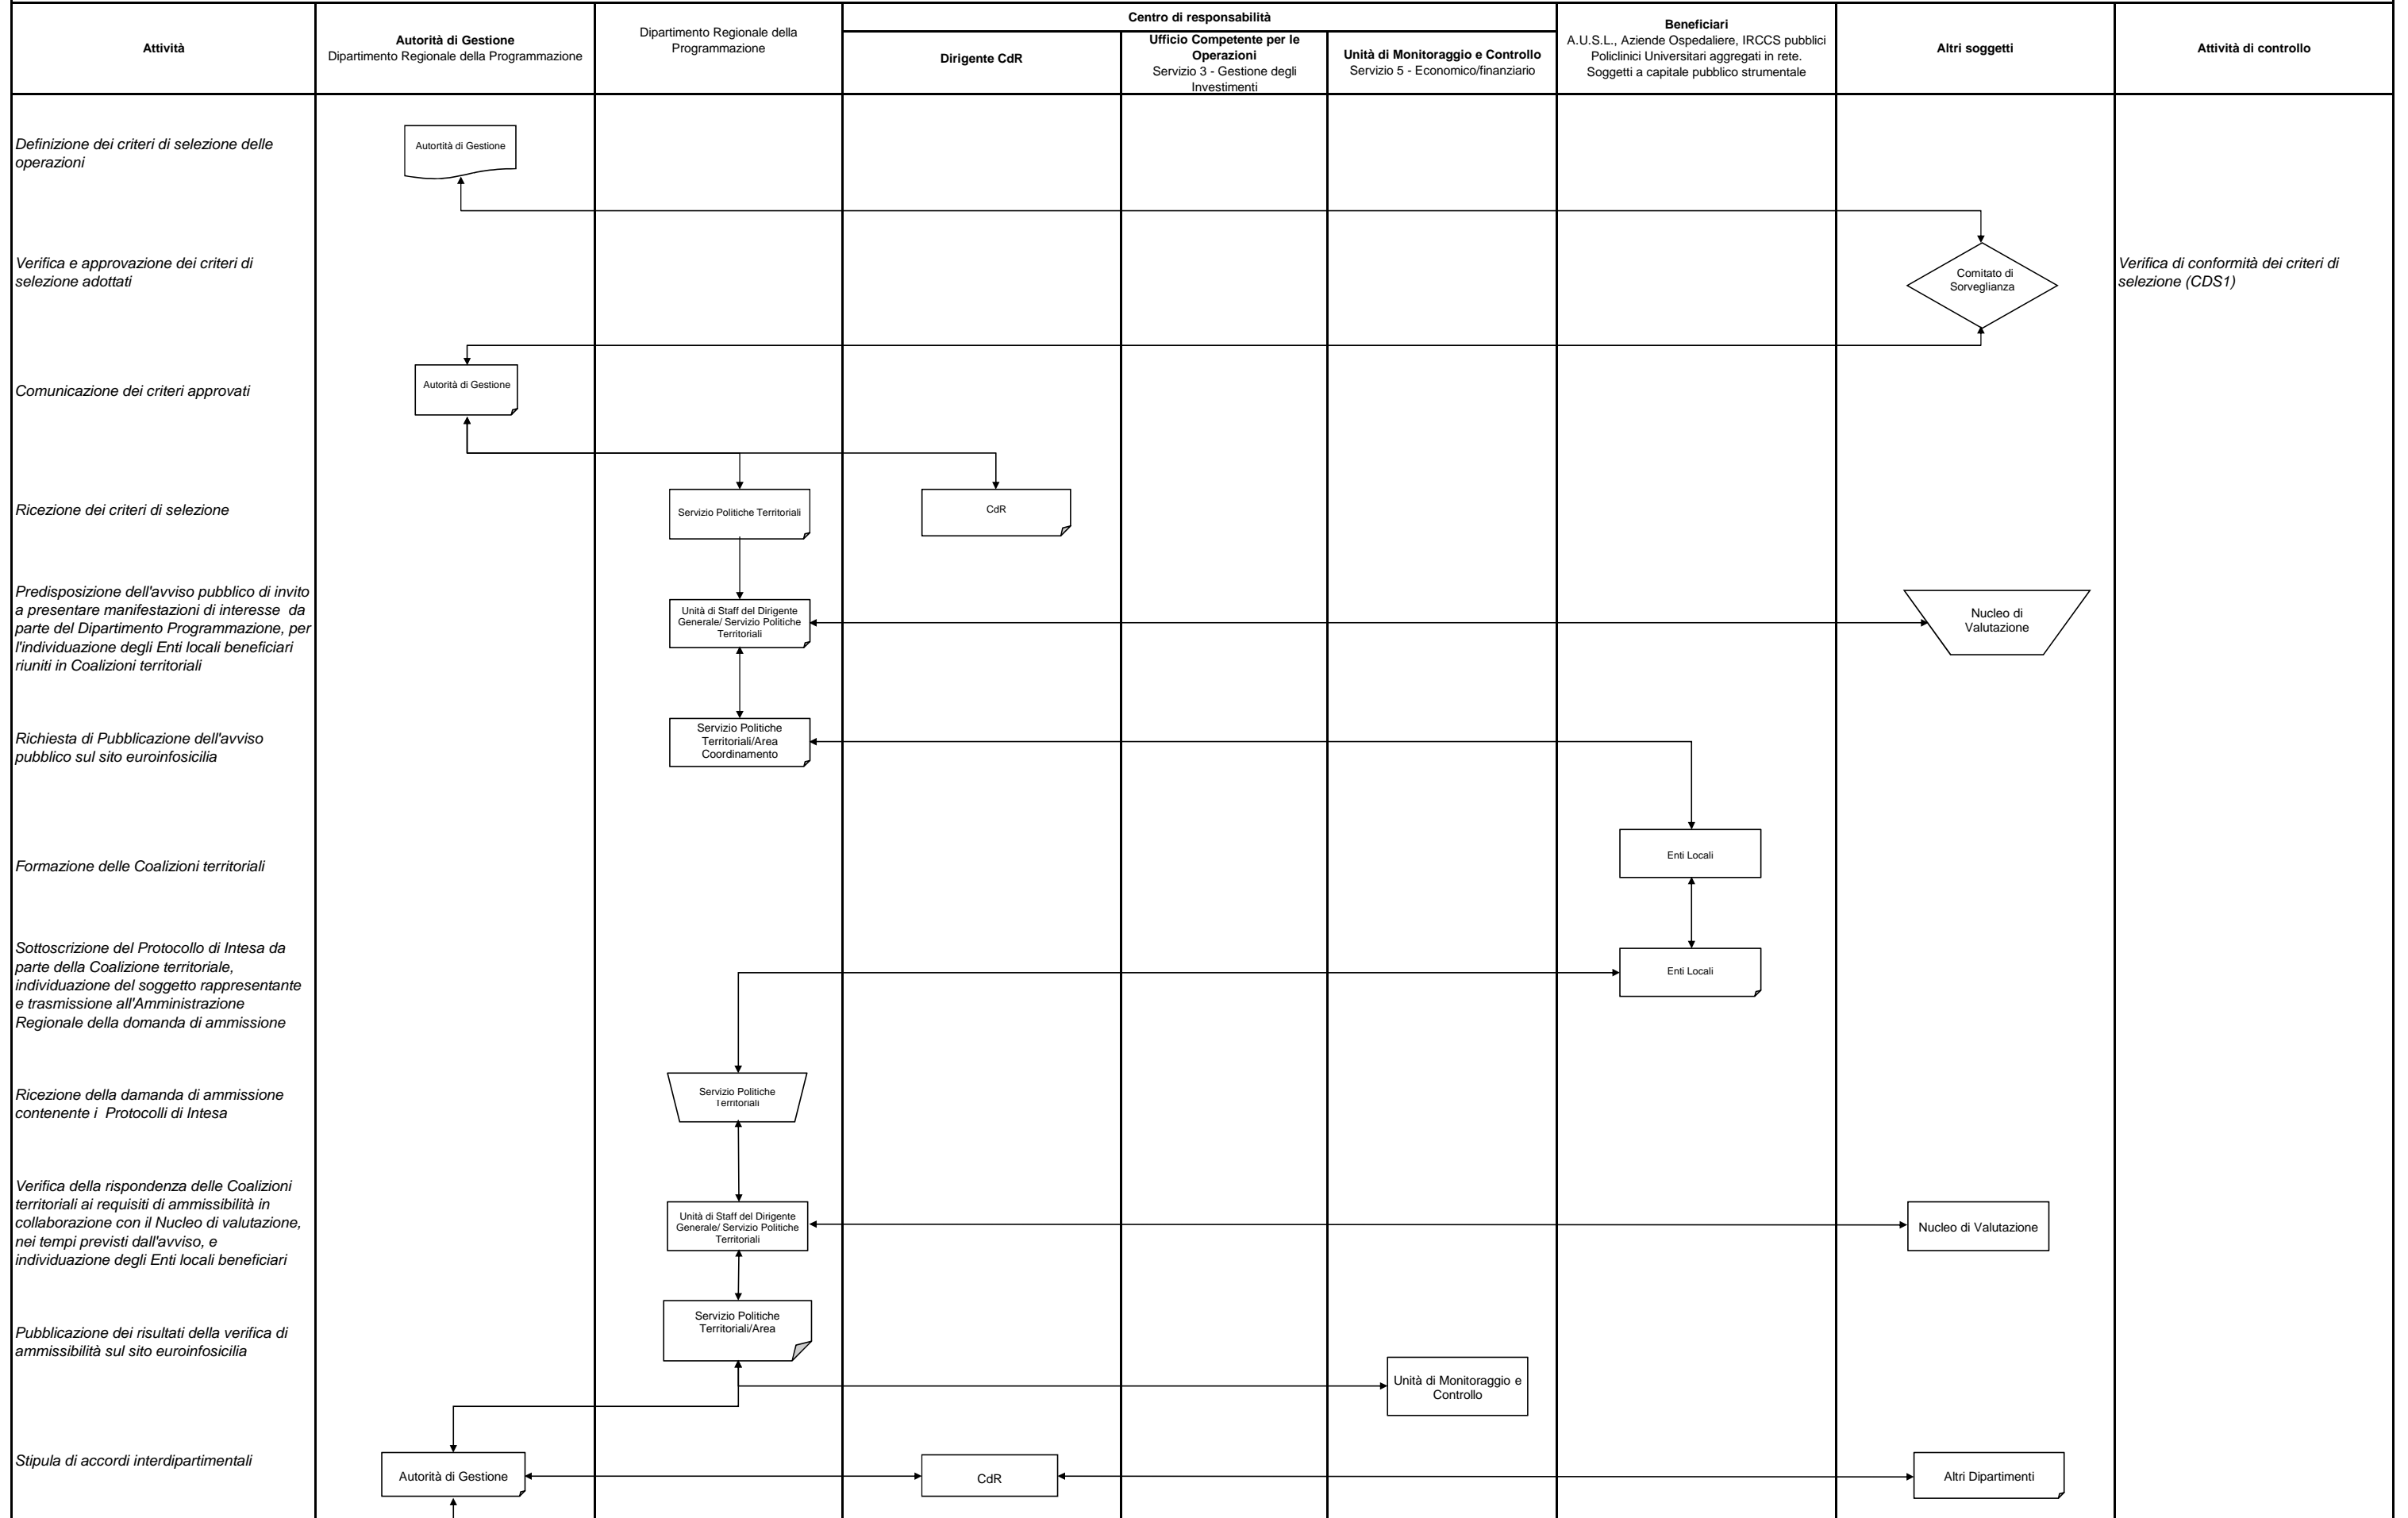 Attività
Autorità di Gestione
Dipartimento Regionale della Programmazione
Dipartimento Regionale della
Programmazione
Centro di responsabilità
Dirigente CdR
Ufficio Competente per le
Operazioni
Servizio 3 - Gestione degli
Investimenti
Unità di Monitoraggio e Controllo
Servizio 5 - Economico/finanziario
Beneficiari
A.U.S.L., Aziende Ospedaliere, IRCCS pubblici
Policlinici Universitari aggregati in rete.
Soggetti a capitale pubblico strumentale
Altri soggetti
Attività di controllo
Definizione dei criteri di selezione delle
operazioni
Autortità di Gestione
Verifica e approvazione dei criteri di
selezione adottati
Comitato di
Sorveglianza
Verifica di conformità dei criteri di
selezione (CDS1)
Comunicazione dei criteri approvati
Autorità di Gestione
Ricezione dei criteri di selezione
Servizio Politiche Territoriali
CdR
Predisposizione dell'avviso pubblico di invito
a presentare manifestazioni di interesse da
parte del Dipartimento Programmazione, per
l'individuazione degli Enti locali beneficiari
riuniti in Coalizioni territoriali
Unità di Staff del Dirigente
Generale/ Servizio Politiche
Territoriali
Nucleo di
Valutazione
Richiesta di Pubblicazione dell'avviso
pubblico sul sito euroinfosicilia
Servizio Politiche
Territoriali/Area
Coordinamento
Formazione delle Coalizioni territoriali
Enti Locali
Sottoscrizione del Protocollo di Intesa da
parte della Coalizione territoriale,
individuazione del soggetto rappresentante
e trasmissione all'Amministrazione
Regionale della domanda di ammissione
Enti Locali
Ricezione della damanda di ammissione
contenente i Protocolli di Intesa
Servizio Politiche
Territoriali
Verifica della rispondenza delle Coalizioni
territoriali ai requisiti di ammissibilità in
collaborazione con il Nucleo di valutazione,
nei tempi previsti dall'avviso, e
individuazione degli Enti locali beneficiari
Unità di Staff del Dirigente
Generale/ Servizio Politiche
Territoriali
Nucleo di Valutazione
Pubblicazione dei risultati della verifica di
ammissibilità sul sito euroinfosicilia
Servizio Politiche
Territoriali/Area
Unità di Monitoraggio e
Controllo
Stipula di accordi interdipartimentali
Autorità di Gestione
CdR
Altri Dipartimenti